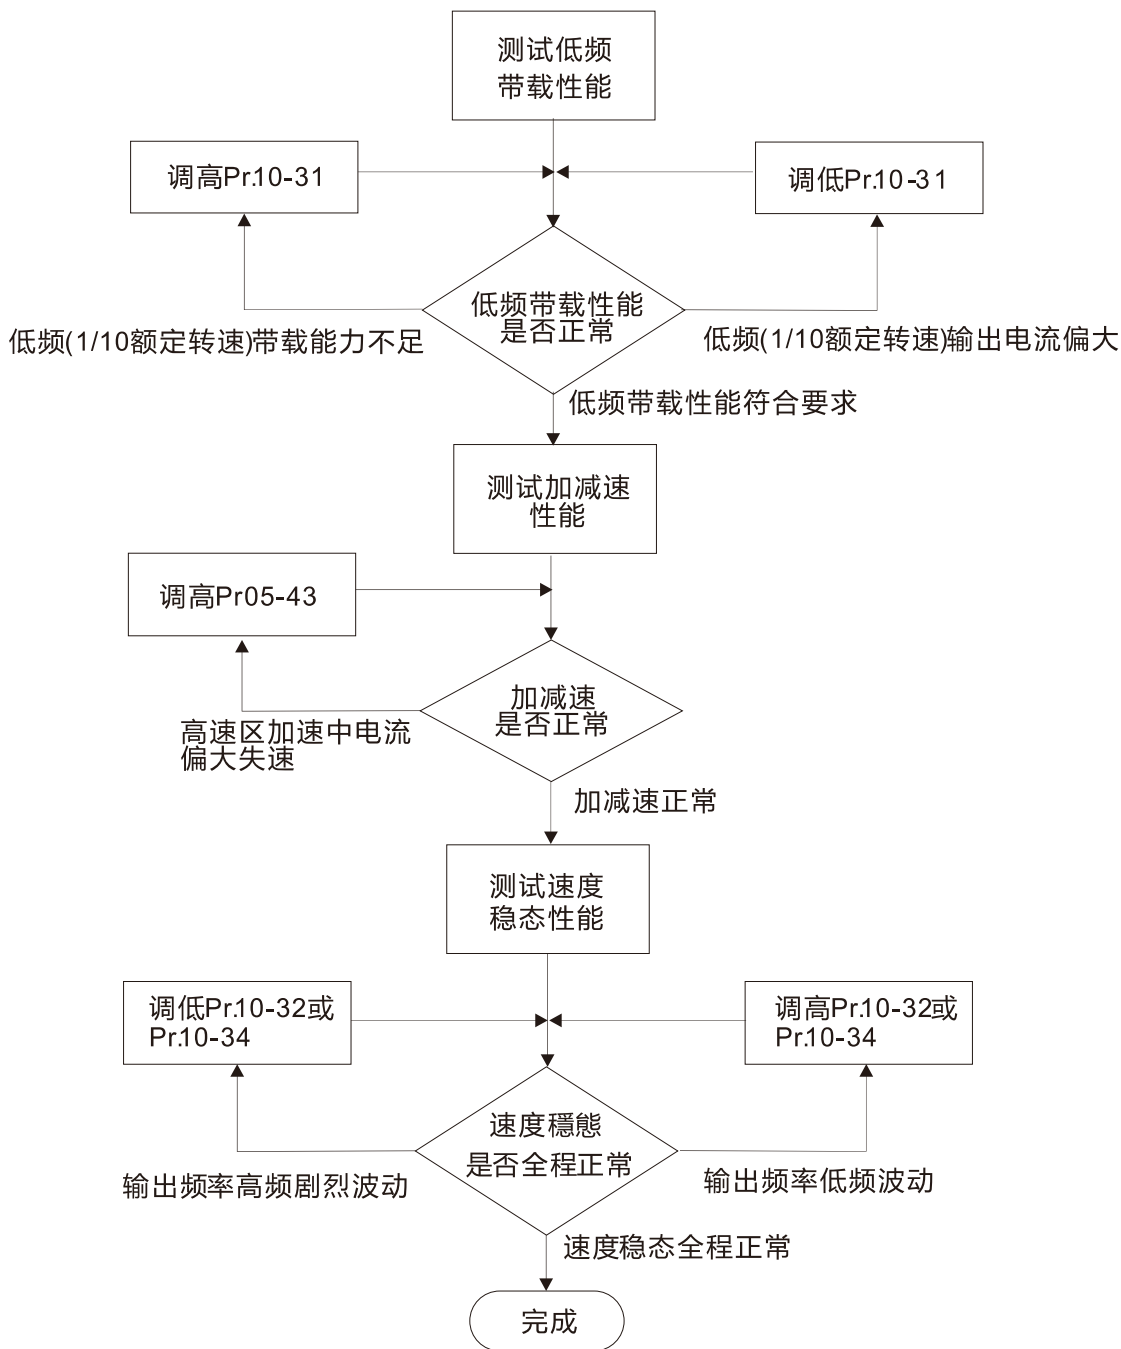 测试低频
带载性能
调高Pr.10-31
调低Pr.10-31
低频带载性能
是否正常
低频(1/10额定转速)带载能力不足
低频(1/10额定转速)输出电流偏大
低频带载性能符合要求
测试加减速
性能
调高Pr05-43
加减速
是否正常
高速区加速中电流
偏大失速
加减速正常
测试速度
稳态性能
调低Pr.10-32或
Pr.10-34
调高Pr.10-32或
Pr.10-34
速度穩態
是否全程正常
输出频率高频剧烈波动
输出频率低频波动
速度稳态全程正常
完成